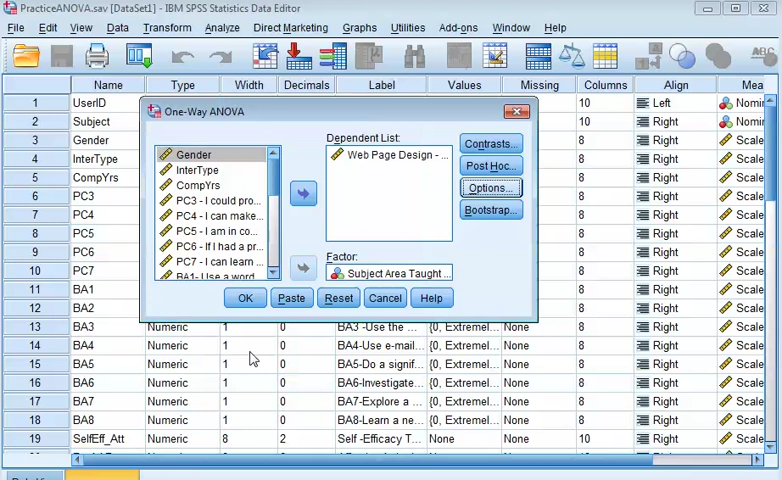 PracticeANOVA.sav [DataSet1] - IBM SPSS Statistics Data Editor
File Edit View Data Transform Analyze Direct Marketing Graphs Utilities Add-ons Window Help
Name Type Width Decimals Label Values Missing Columns Align Mea
1 UserID 10 Left Nomin
2 Subject 10 Right Nomin
3 Gender 8 Right Scale
4 InterType 8 Right Scale
5 CompYrs 8 Right Scale
6 PC3 8 Right Scale
7 PC4 8 Right Scale
8 PC5 8 Right Scale
9 PC6 8 Right Scale
10 PC7 8 Right Scale
11 BA1 8 Right Scale
12 BA2 8 Right Scale
13 BA3 Numeric 1 0 BA3 -Use the ... {0, Extremel... None 8 Right Scale
14 BA4 Numeric 1 0 BA4-Use e-mail... {0, Extremel... None 8 Right Scale
15 BA5 Numeric 1 0 BA5-Do a signif... {0, Extremel... None 8 Right Scale
16 BA6 Numeric 1 0 BA6-Investigate... {0, Extremel... None 8 Right Scale
17 BA7 Numeric 1 0 BA7-Explore a ... {0, Extremel... None 8 Right Scale
18 BA8 Numeric 1 0 BA8-Learn a ne... {0, Extremel... None 8 Right Scale
19 SelfEff_Att Numeric 8 2 Self -Efficacy T... None None 10 Right Scale
One-Way ANOVA
Gender
InterType
CompYrs
PC3 - I could pro...
PC4 - I can make...
PC5 - I am in co...
PC6 - If I had a pr...
PC7 - I can learn ...
BA1- Use a word
Dependent List:
Web Page Design - ...
Factor:
Subject Area Taught ...
Contrasts...
Post Hoc...
Options...
Bootstrap...
OK Paste Reset Cancel Help